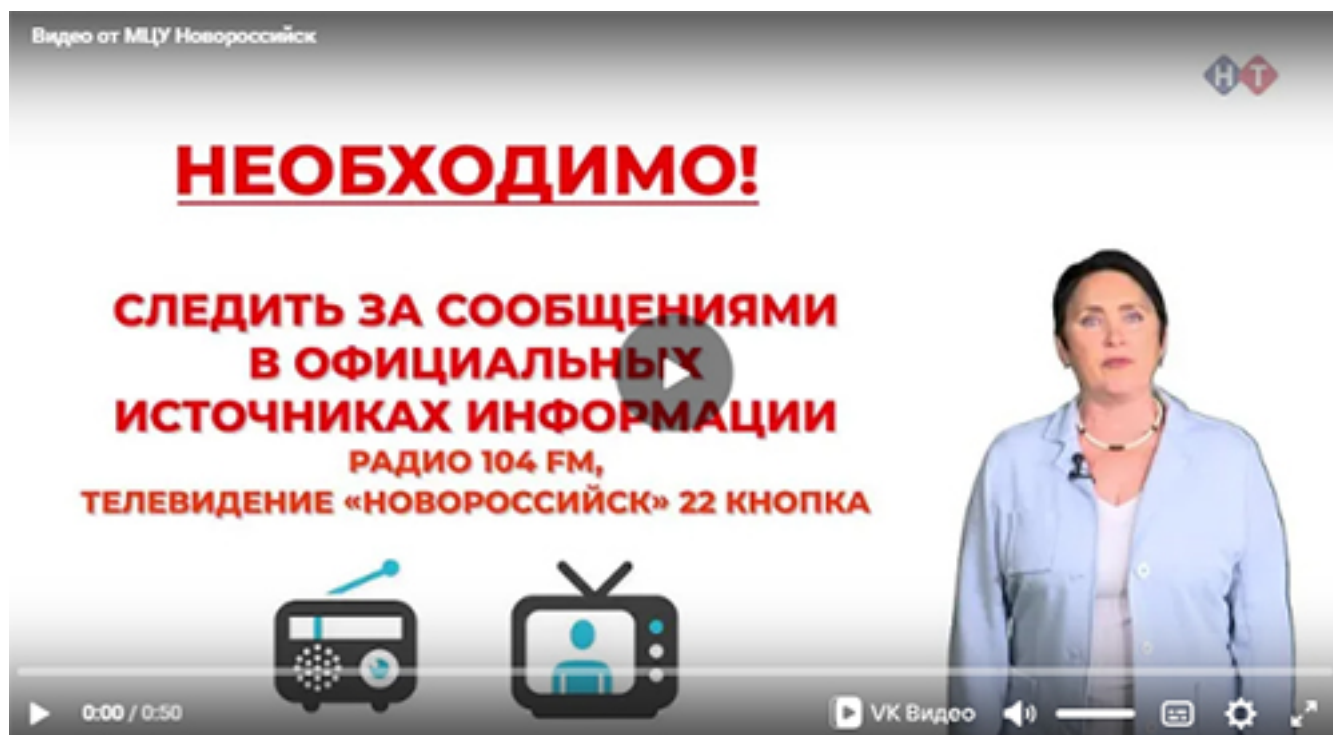 Видео от МЦУ Новороссийск
НТ
НЕОБХОДИМО!
СЛЕДИТЬ ЗА СООБЩЕНИЯМИ
В ОФИЦИАЛЬНЫХ
ИСТОЧНИКАХ ИНФОРМАЦИИ
РАДИО 104 FM,
ТЕЛЕВИДЕНИЕ «НОВОРОССИЙСК» 22 КНОПКА
0:00 / 0:50
VK Видео